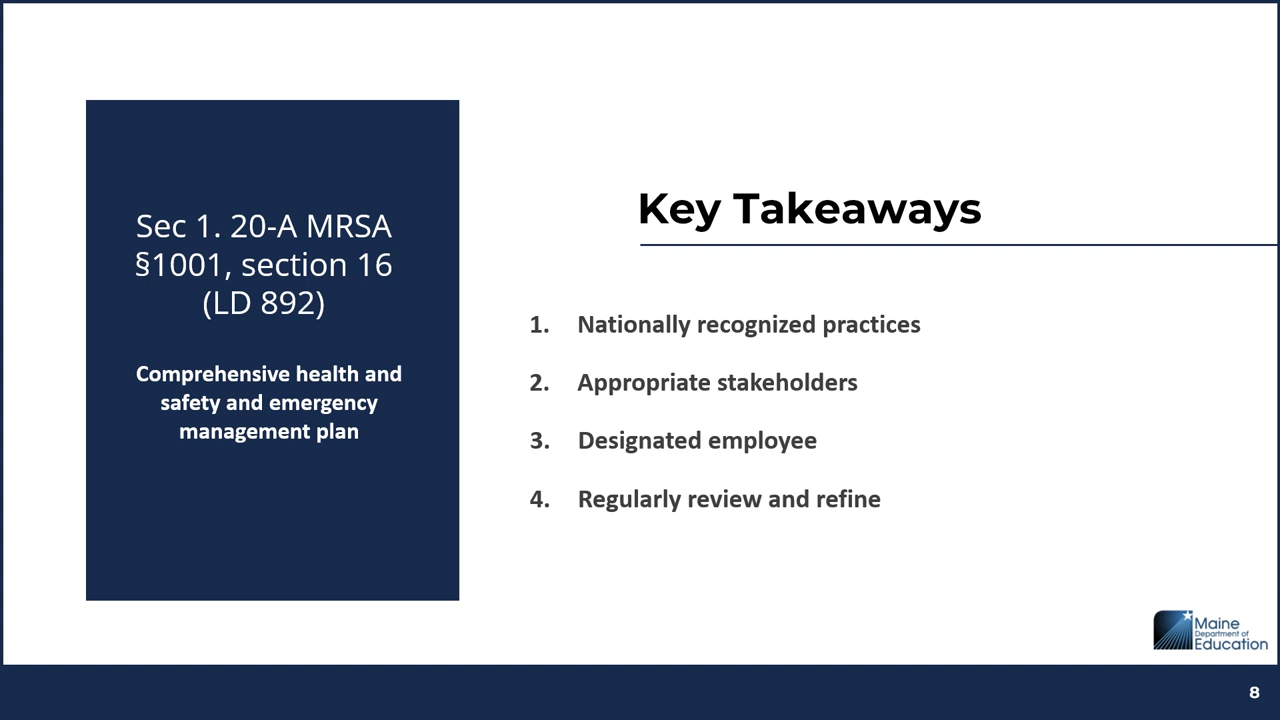 Sec 1. 20-A MRSA
§1001, section 16
(LD 892)
Comprehensive health and
safety and emergency
management plan
Key Takeaways
1. Nationally recognized practices
2. Appropriate stakeholders
3. Designated employee
4. Regularly review and refine
Maine
Department of
Education
8